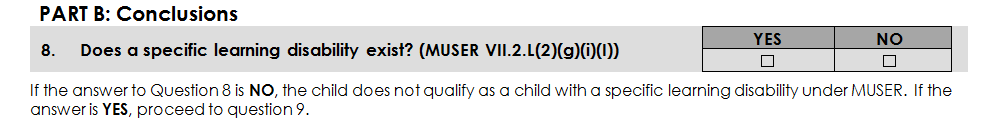 PART B: Conclusions
8. Does a specific learning disability exist? (MUSER VII.2.L(2)(g)(i)(I))
YES NO
☐ ☐
If the answer to Question 8 is NO, the child does not qualify as a child with a specific learning disability under MUSER. If the
answer is YES, proceed to question 9.